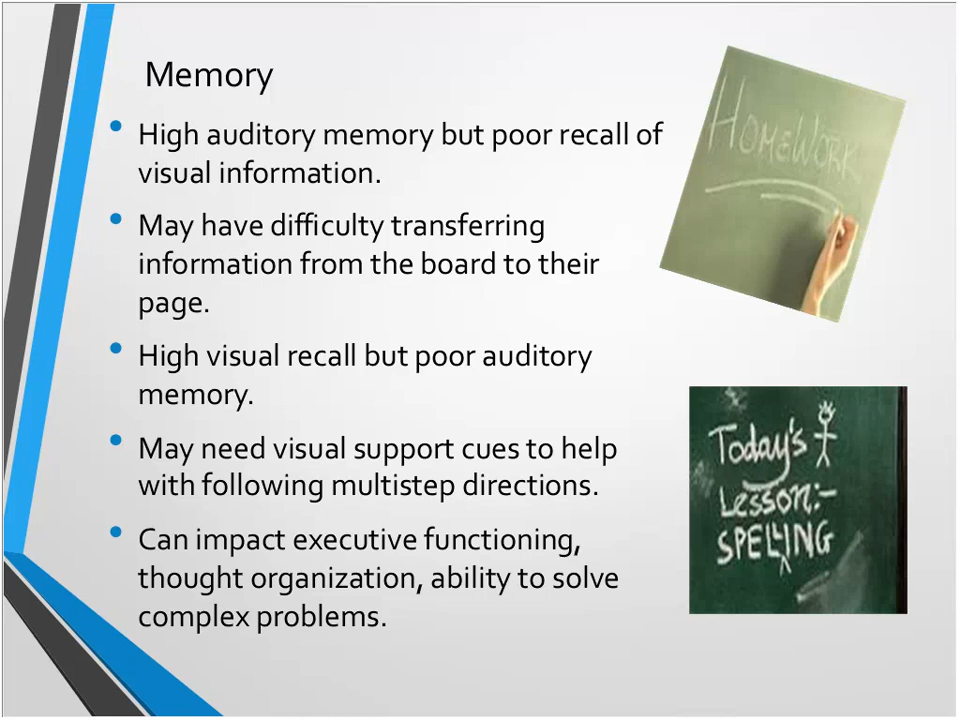 Memory
High auditory memory but poor recall of
visual information.
May have difficulty transferring
information from the board to their
page.
High visual recall but poor auditory
memory.
May need visual support cues to help
with following multistep directions.
Can impact executive functioning,
thought organization, ability to solve
complex problems.
HOMEWORK
Today's
Lesson:-
SPELLING